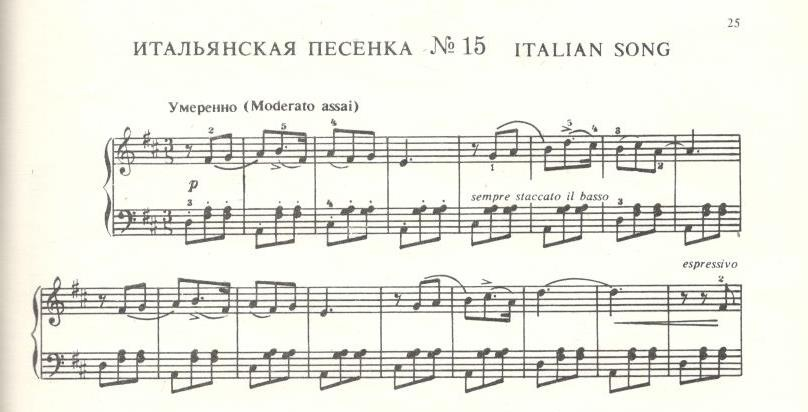 25
ИТАЛЬЯНСКАЯ ПЕСЕНКА № 15 ITALIAN SONG
Умеренно (Moderato assai)
p
sempre staccato il basso
espressivo